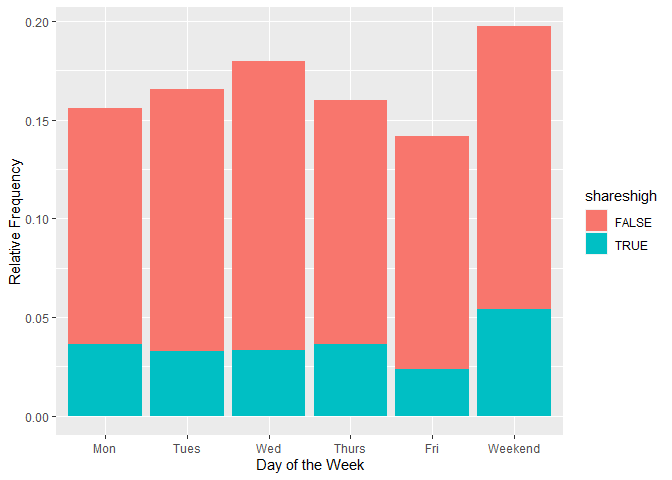 0.20
0.15
0.10
0.05
0.00
Relative Frequency
Mon Tues Wed Thurs Fri Weekend
Day of the Week
shareshigh
FALSE
TRUE